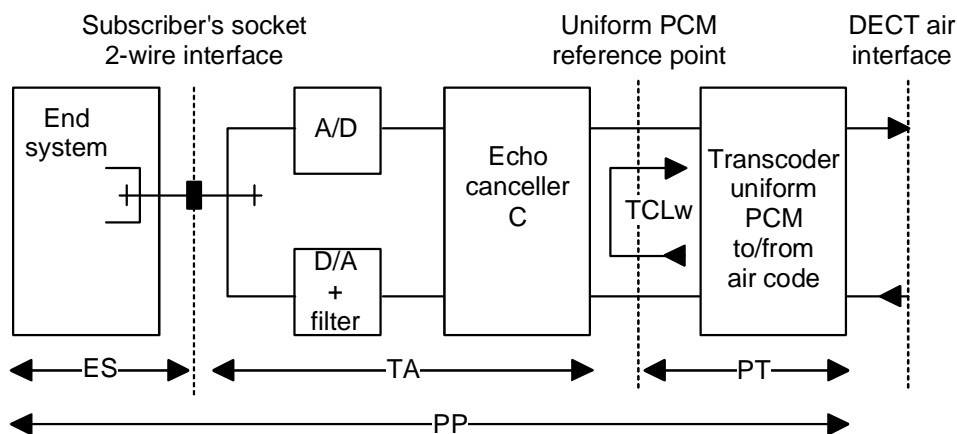 Subscriber's socket
2-wire interface
Uniform PCM
reference point
DECT air
interface
End
system
A/D
D/A
+
filter
Echo
canceller
C
TCLw
Transcoder
uniform
PCM
to/from
air code
ES
TA
PT
PP